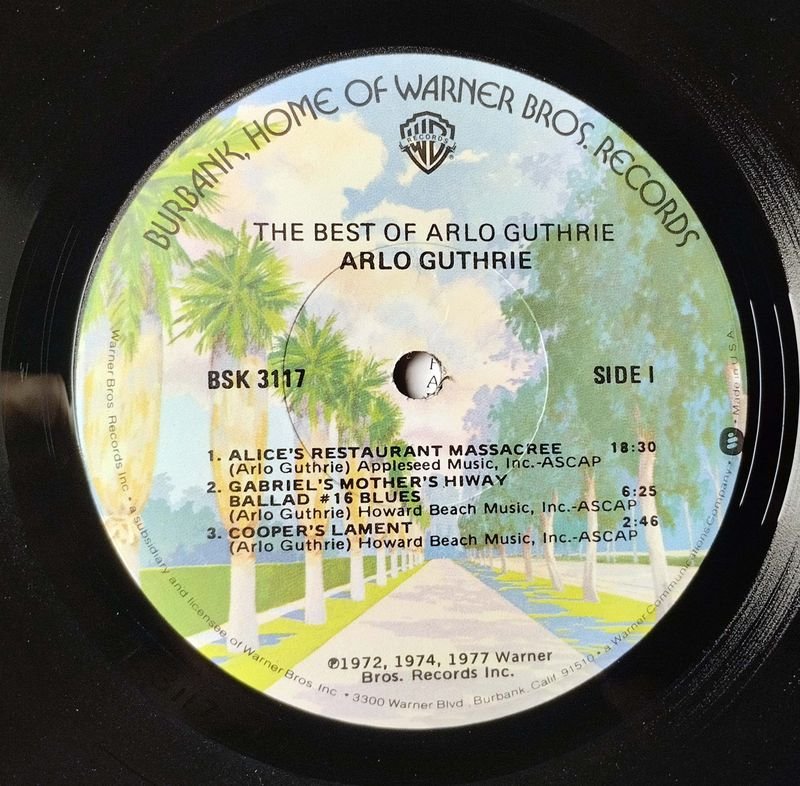 BURBANK, HOME OF WARNER BROS. RECORDS
RECORDS
THE BEST OF ARLO GUTHRIE
ARLO GUTHRIE
BSK 3117
SIDE 1
1. ALICE'S RESTAURANT MASSACREE 18:30
(Arlo Guthrie) Appleseed Music, Inc.-ASCAP
2. GABRIEL'S MOTHER'S HIWAY
BALLAD #16 BLUES 6:25
(Arlo Guthrie) Howard Beach Music, Inc.-ASCAP
3. COOPER'S LAMENT 2:46
(Arlo Guthrie) Howard Beach Music, Inc.-ASCAP
℗1972, 1974, 1977 Warner
Bros. Records Inc.
Warner Bros. Records Inc. • a subsidiary and licensee of Warner Bros. Inc. • 3300 Warner Blvd., Burbank, Calif. 91510 • a Warner Communications Company • Made in U.S.A.